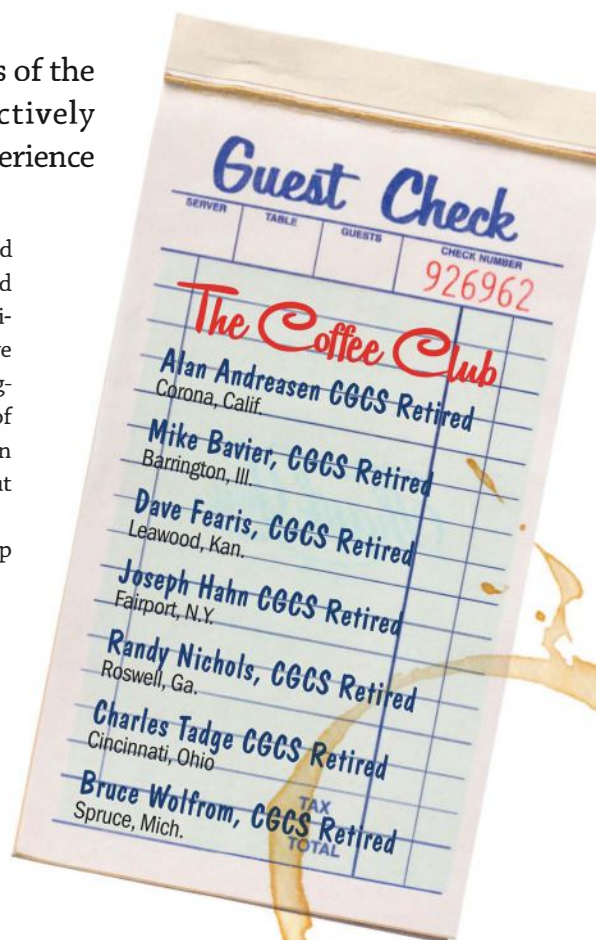 s of the
ctively
erience
d
d
i-
e
g-
of
n
t
p
Guest Check
SERVER TABLE GUESTS CHECK NUMBER
926962
The Coffee Club
Alan Andreasen CGCS Retired
Corona, Calif.
Mike Bavier, CGCS Retired
Barrington, Ill.
Dave Fearis, CGCS Retired
Leawood, Kan.
Joseph Hahn CGCS Retired
Fairport, N.Y.
Randy Nichols, CGCS Retired
Roswell, Ga.
Charles Tadge CGCS Retired
Cincinnati, Ohio
Bruce Wolfrom, CGCS Retired
Spruce, Mich.
TAX
TOTAL